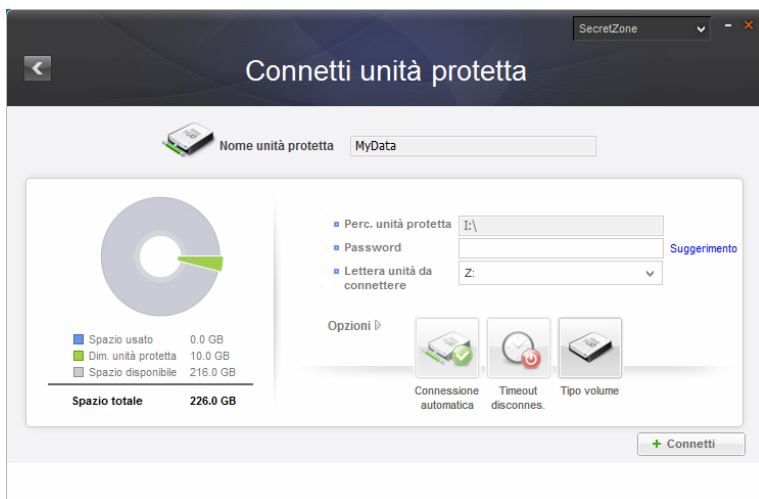 SecretZone
Connetti unità protetta
Nome unità protetta MyData
Perc. unità protetta I:\
Password Suggerimento
Lettera unità da connettere Z:
Opzioni
Connessione automatica
Timeout disconnes.
Tipo volume
Spazio usato 0.0 GB
Dim. unità protetta 10.0 GB
Spazio disponibile 216.0 GB
Spazio totale 226.0 GB
+ Connetti